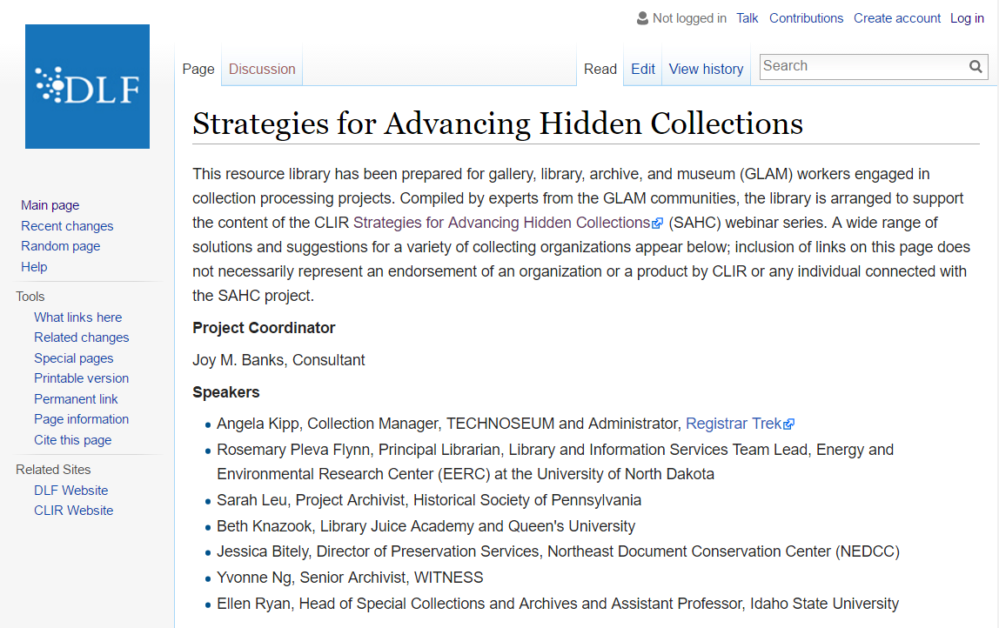 Not logged in Talk Contributions Create account Log in
DLF
Page Discussion Read Edit View history Search
Strategies for Advancing Hidden Collections
This resource library has been prepared for gallery, library, archive, and museum (GLAM) workers engaged in
collection processing projects. Compiled by experts from the GLAM communities, the library is arranged to support
the content of the CLIR Strategies for Advancing Hidden Collections (SAHC) webinar series. A wide range of
solutions and suggestions for a variety of collecting organizations appear below; inclusion of links on this page does
not necessarily represent an endorsement of an organization or a product by CLIR or any individual connected with
the SAHC project.
Project Coordinator
Joy M. Banks, Consultant
Speakers
Angela Kipp, Collection Manager, TECHNOSEUM and Administrator, Registrar Trek
Rosemary Pleva Flynn, Principal Librarian, Library and Information Services Team Lead, Energy and
Environmental Research Center (EERC) at the University of North Dakota
Sarah Leu, Project Archivist, Historical Society of Pennsylvania
Beth Knazook, Library Juice Academy and Queen's University
Jessica Bitely, Director of Preservation Services, Northeast Document Conservation Center (NEDCC)
Yvonne Ng, Senior Archivist, WITNESS
Ellen Ryan, Head of Special Collections and Archives and Assistant Professor, Idaho State University
Main page
Recent changes
Random page
Help
Tools
What links here
Related changes
Special pages
Printable version
Permanent link
Page information
Cite this page
Related Sites
DLF Website
CLIR Website